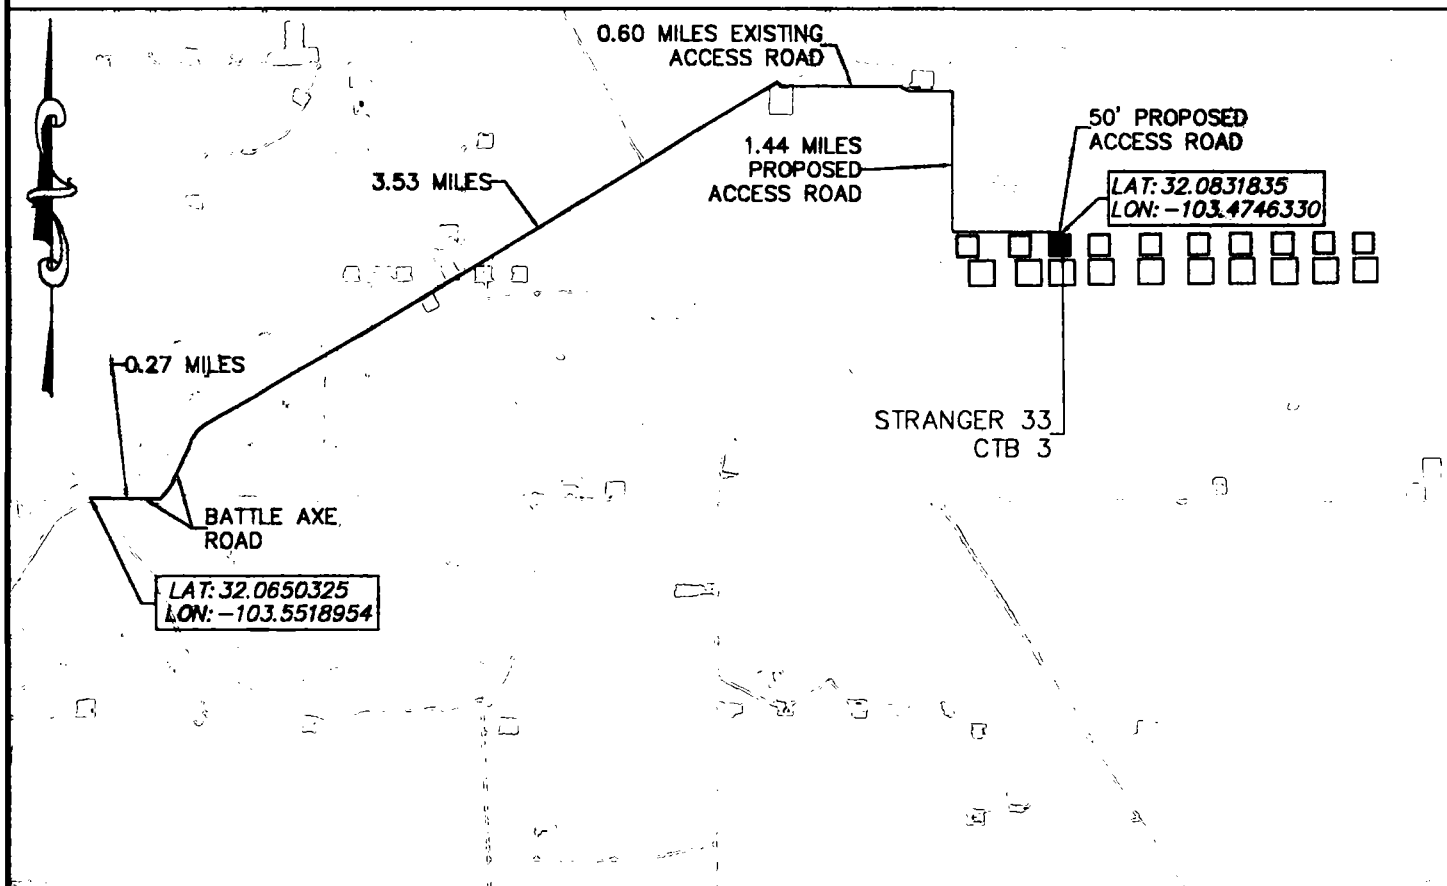 0.60 MILES EXISTING
ACCESS ROAD
50' PROPOSED
ACCESS ROAD
1.44 MILES
PROPOSED
ACCESS ROAD
3.53 MILES
LAT: 32.0831835
LON: -103.4746330
0.27 MILES
STRANGER 33
CTB 3
BATTLE AXE
ROAD
LAT: 32.0650325
LON: -103.5518954